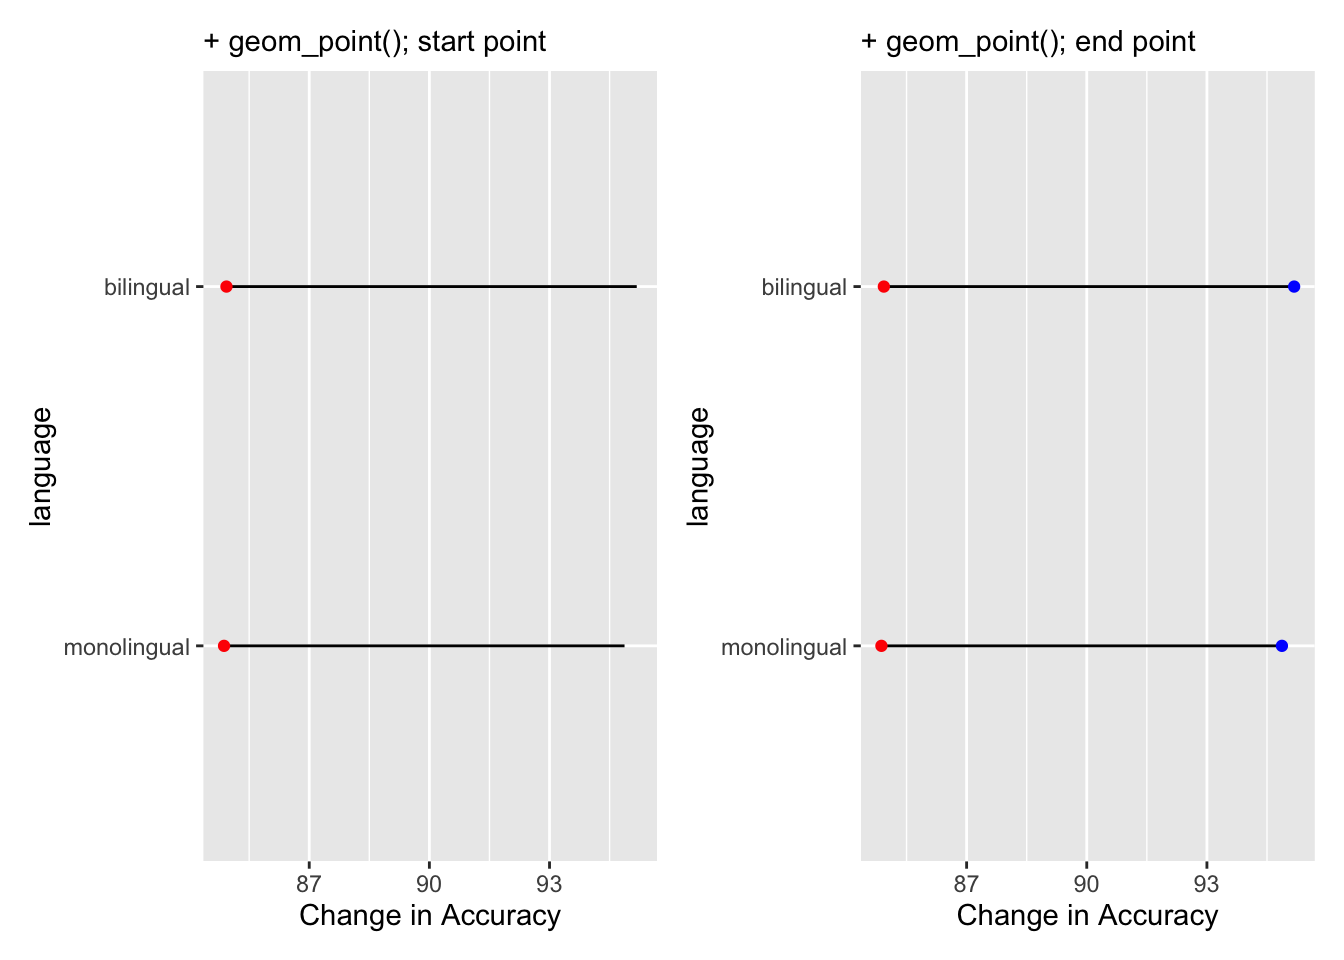 + geom_point(); start point
bilingual
monolingual
language
87 90 93
Change in Accuracy
+ geom_point(); end point
bilingual
monolingual
language
87 90 93
Change in Accuracy